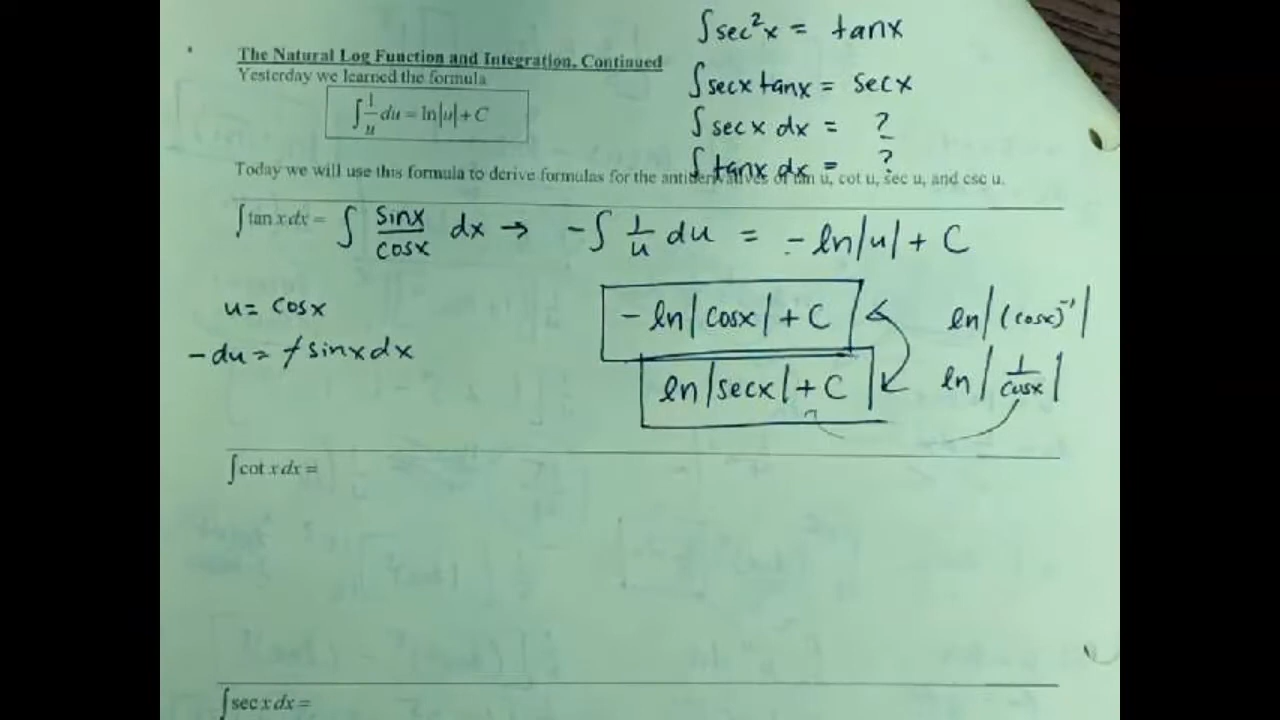 ∫sec²x = tanx
The Natural Log Function and Integration, Continued
Yesterday we learned the formula
∫secx tanx = secx
∫ 1/u du = ln|u| + C
∫ secx dx = ?
∫ tanx dx = ?
Today we will use this formula to derive formulas for the antiderivatives of tan u, cot u, sec u, and csc u.
∫ tan x dx = ∫ sinx/cosx dx → -∫ 1/u du = -ln|u| + C
u = cosx
-ln|cosx| + C
ln|(cosx)⁻¹|
-du = -sinx dx
ln|secx| + C
ln|1/cosx|
∫ cot x dx =
∫ sec x dx =